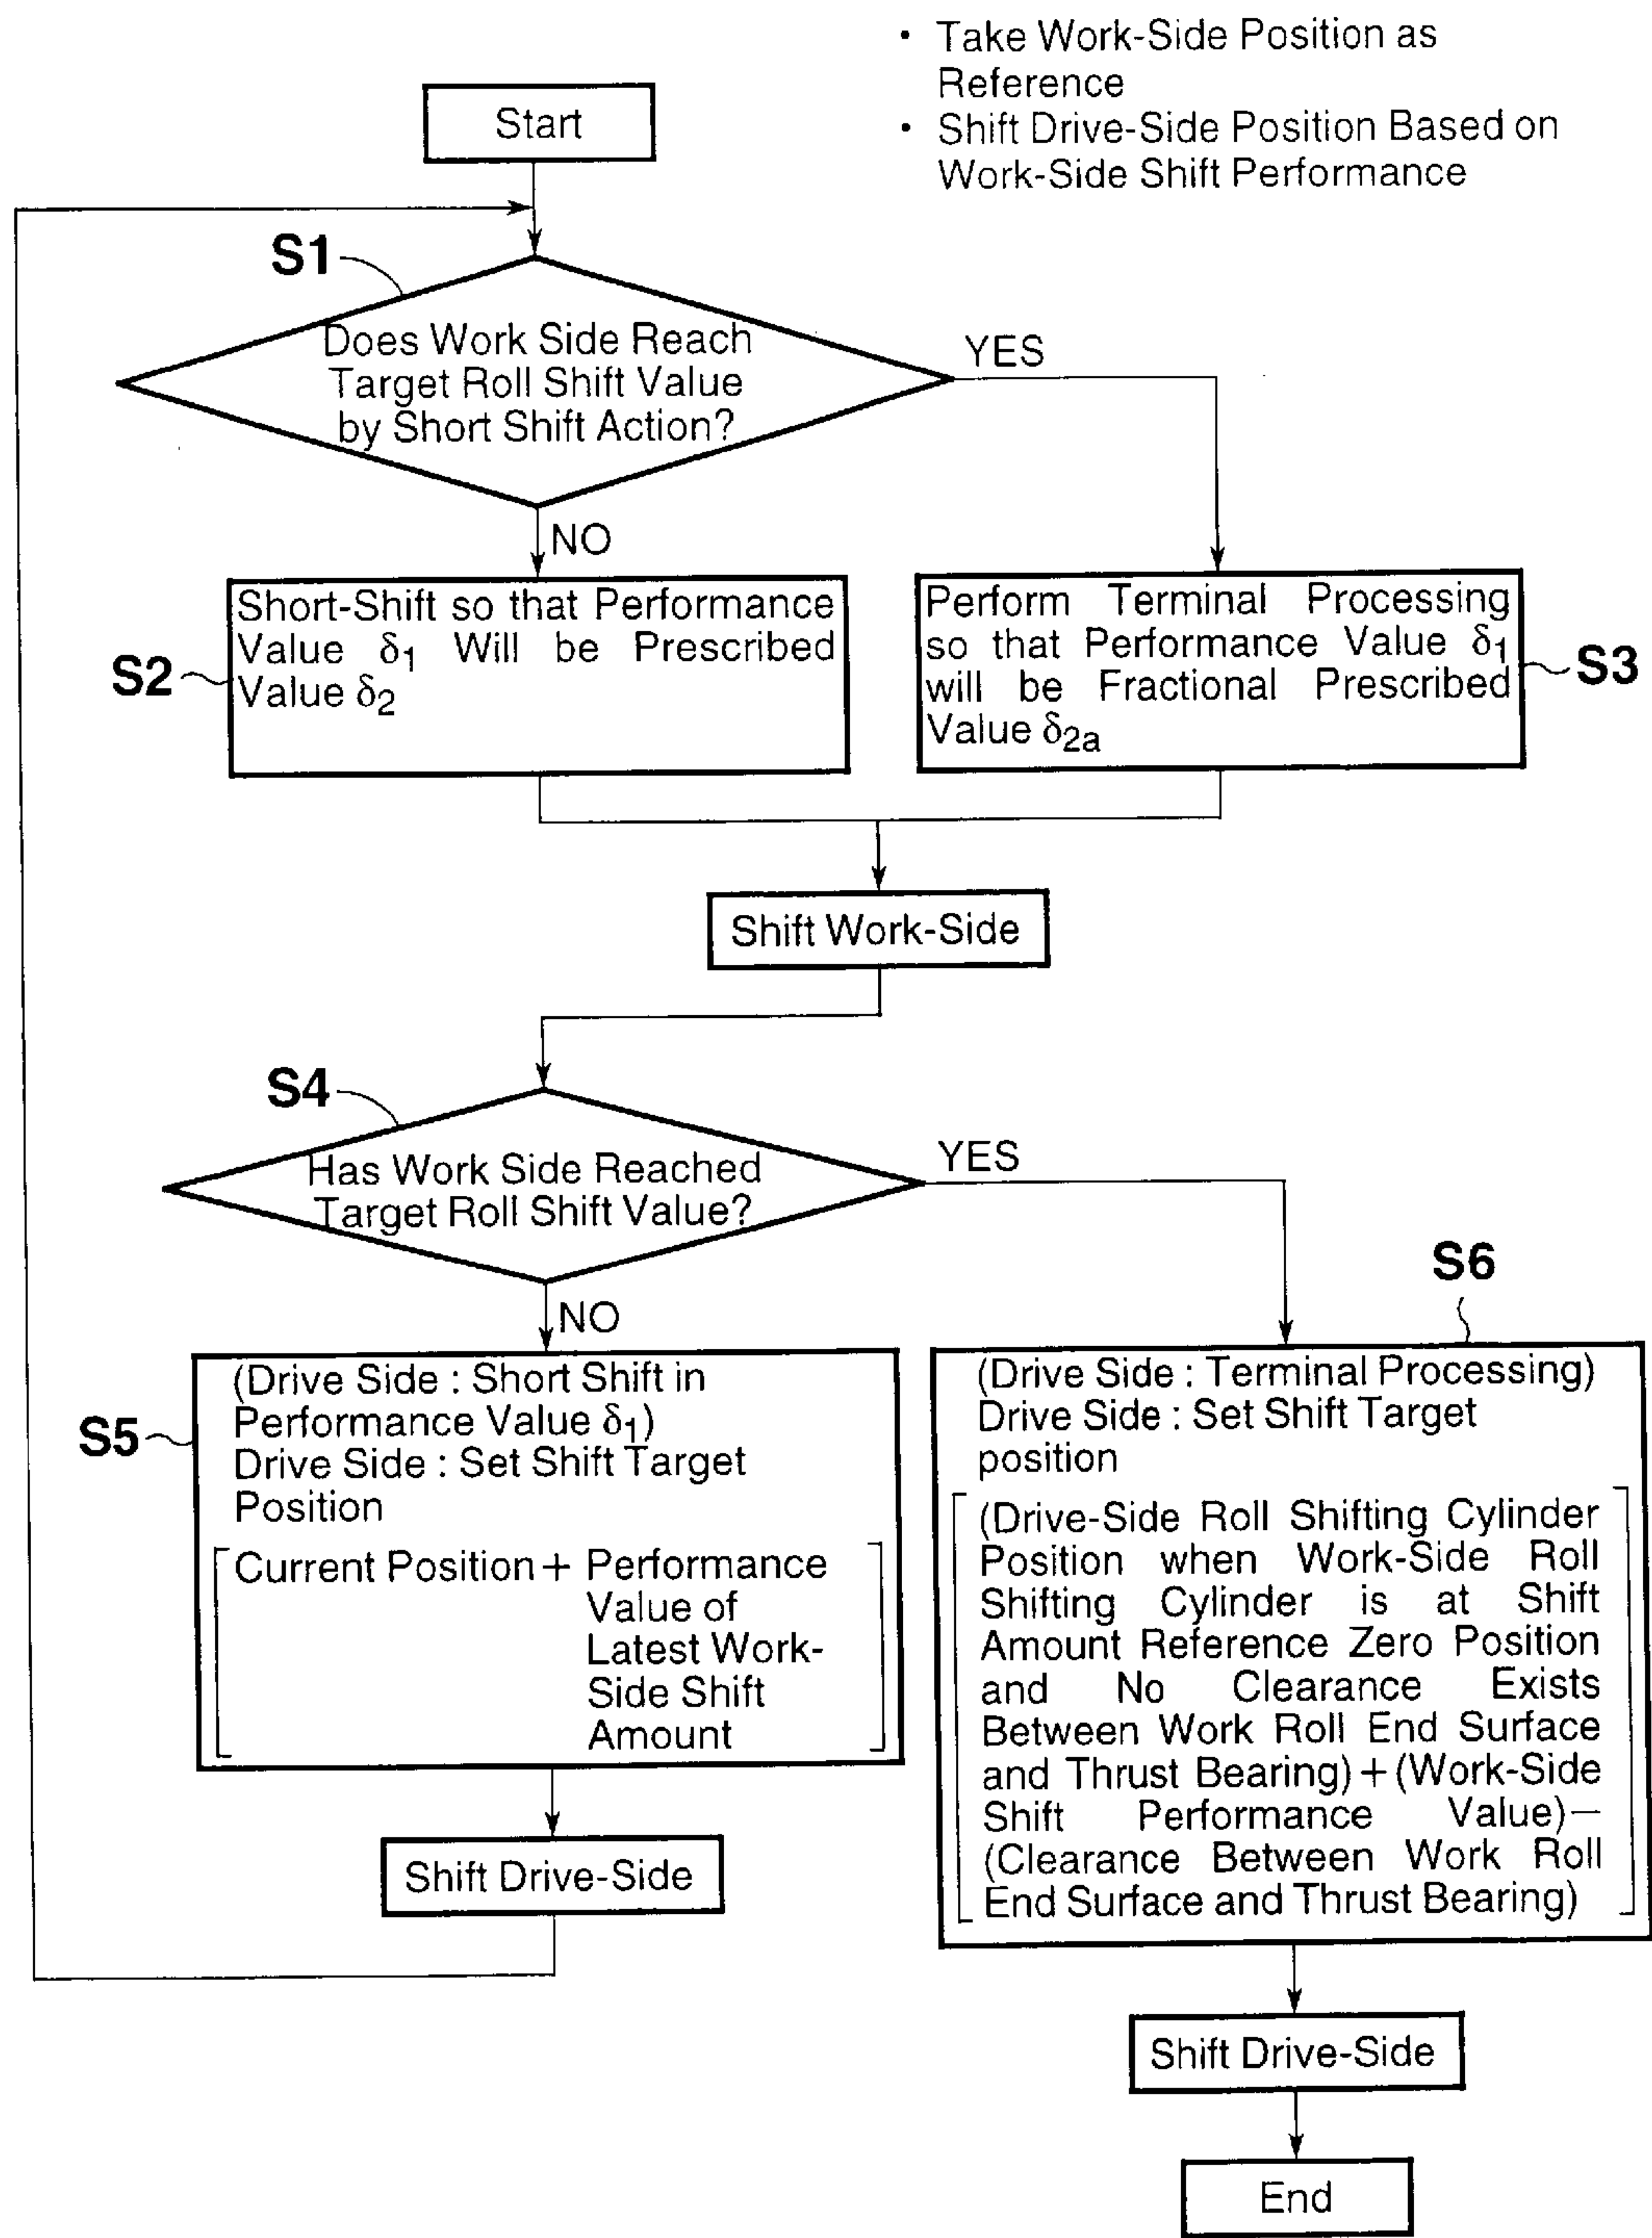 • Take Work-Side Position as
Reference
• Shift Drive-Side Position Based on
Work-Side Shift Performance
Start
S1
Does Work Side Reach
Target Roll Shift Value
by Short Shift Action?
YES
NO
S2
Short-Shift so that Performance
Value δ1 Will be Prescribed
Value δ2
Perform Terminal Processing
so that Performance Value δ1
will be Fractional Prescribed
Value δ2a
S3
Shift Work-Side
S4
Has Work Side Reached
Target Roll Shift Value?
YES
NO
S5
(Drive Side : Short Shift in
Performance Value δ1)
Drive Side : Set Shift Target
Position
Current Position + Performance
Value of
Latest Work-
Side Shift
Amount
Shift Drive-Side
S6
(Drive Side : Terminal Processing)
Drive Side : Set Shift Target
position
(Drive-Side Roll Shifting Cylinder
Position when Work-Side Roll
Shifting Cylinder is at Shift
Amount Reference Zero Position
and No Clearance Exists
Between Work Roll End Surface
and Thrust Bearing) + (Work-Side
Shift Performance Value) −
(Clearance Between Work Roll
End Surface and Thrust Bearing)
Shift Drive-Side
End